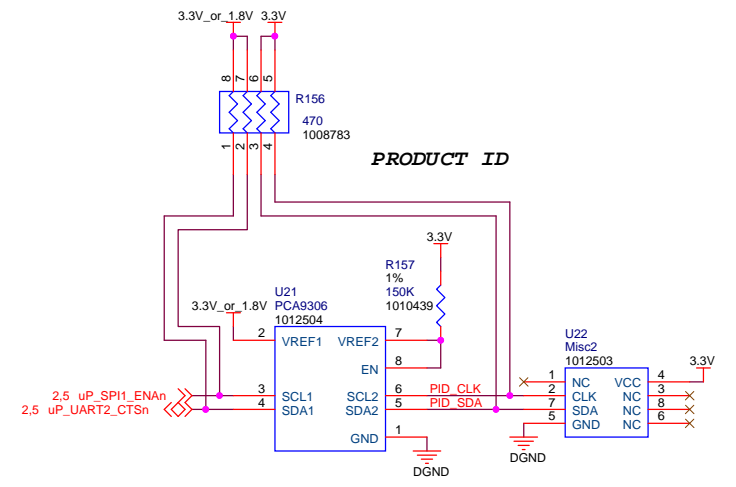 3.3V_or_1.8V 3.3V
8 7 6 5
R156
470
1008783
1 2 3 4
PRODUCT ID
3.3V
R157
1%
150K
1010439
U21
PCA9306
1012504
3.3V_or_1.8V
2 VREF1 VREF2 7
EN 8
2,5 uP_SPI1_ENAn 3 SCL1 SCL2 6 PID_CLK
2,5 uP_UART2_CTSn 4 SDA1 SDA2 5 PID_SDA
GND 1
DGND
U22
Misc2
1012503
3.3V
1 NC VCC 4
2 CLK NC 3
7 SDA NC 8
5 GND NC 6
DGND